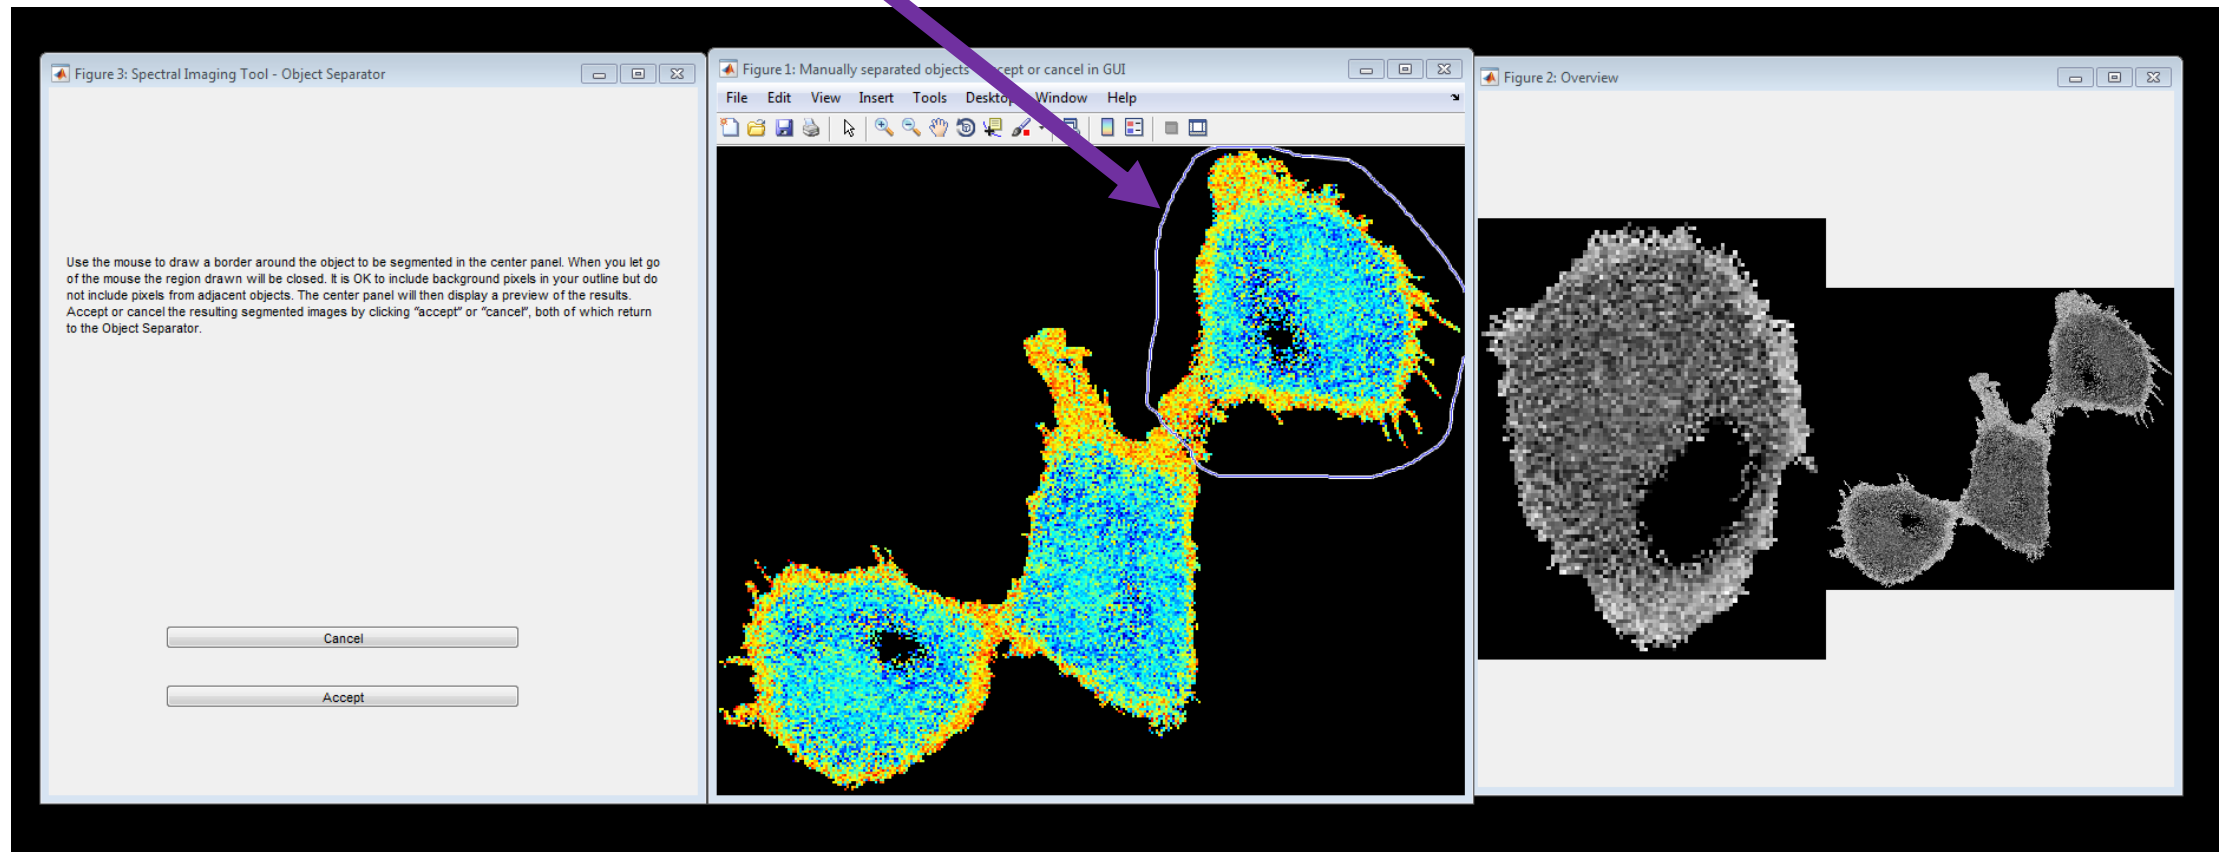 Figure 3: Spectral Imaging Tool - Object Separator
Use the mouse to draw a border around the object to be segmented in the center panel. When you let go
of the mouse the region drawn will be closed. It is OK to include background pixels in your outline but do
not include pixels from adjacent objects. The center panel will then display a preview of the results.
Accept or cancel the resulting segmented images by clicking "accept" or "cancel", both of which return
to the Object Separator.
Cancel
Accept
Figure 1: Manually separated objects cept or cancel in GUI
File Edit View Insert Tools Desktop Window Help
Figure 2: Overview